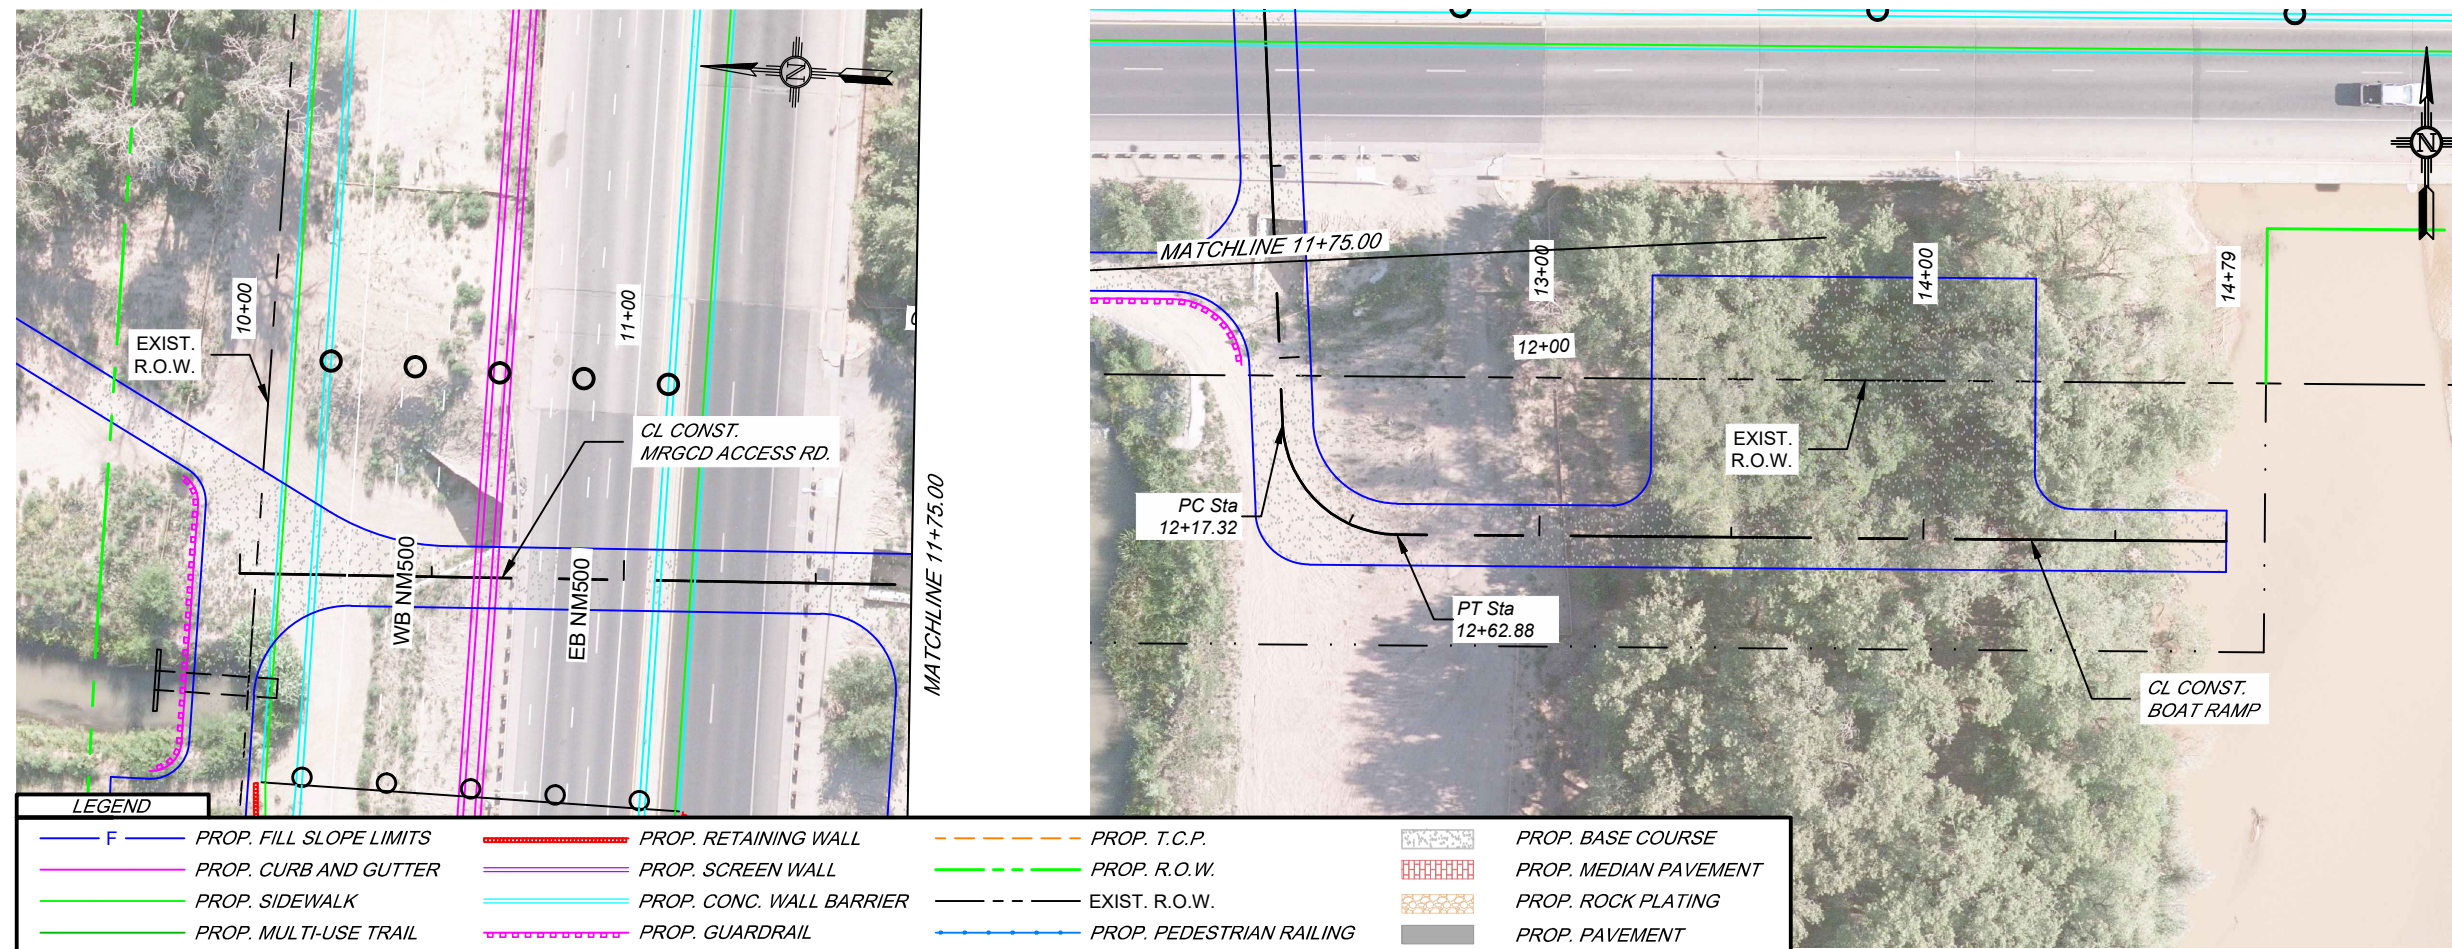 N
10+00
11+00
EXIST.
R.O.W.
CL CONST.
MRGCD ACCESS RD.
WB NM500
EB NM500
MATCHLINE 11+75.00
N
MATCHLINE 11+75.00
13+00
14+00
14+79
12+00
EXIST.
R.O.W.
PC Sta
12+17.32
PT Sta
12+62.88
CL CONST.
BOAT RAMP
LEGEND
F PROP. FILL SLOPE LIMITS
PROP. CURB AND GUTTER
PROP. SIDEWALK
PROP. MULTI-USE TRAIL
PROP. RETAINING WALL
PROP. SCREEN WALL
PROP. CONC. WALL BARRIER
PROP. GUARDRAIL
PROP. T.C.P.
PROP. R.O.W.
EXIST. R.O.W.
PROP. PEDESTRIAN RAILING
PROP. BASE COURSE
PROP. MEDIAN PAVEMENT
PROP. ROCK PLATING
PROP. PAVEMENT